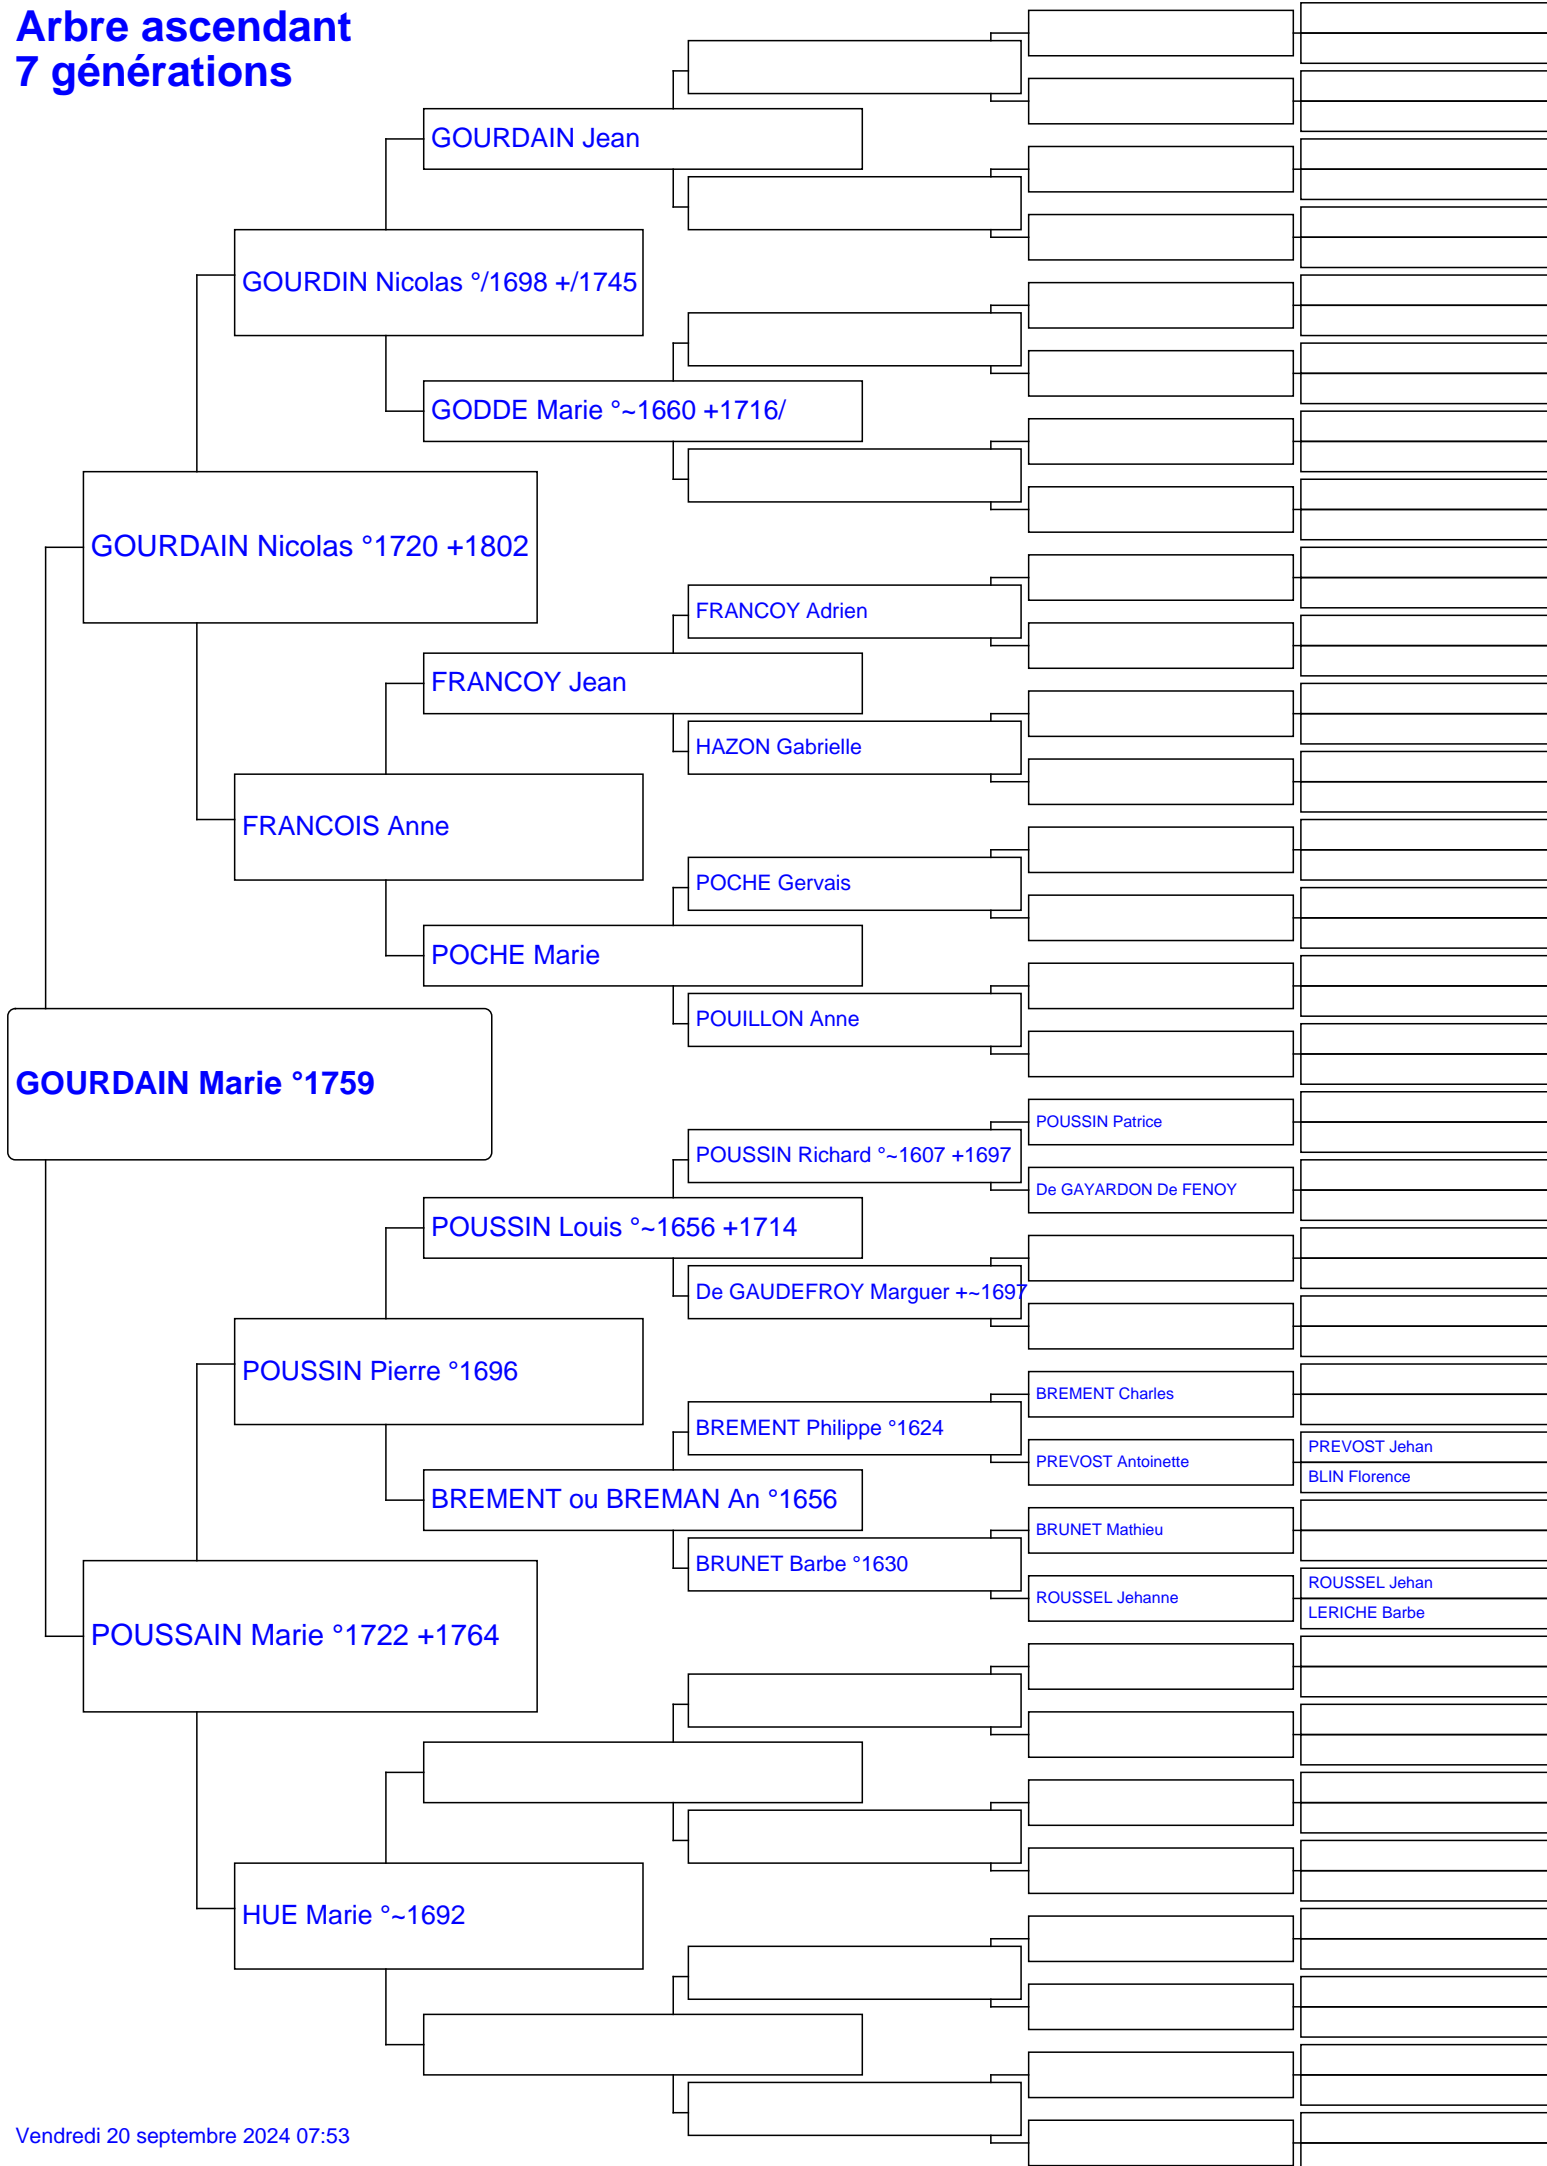 Arbre ascendant
7 générations
GOURDAIN Jean
GOURDIN Nicolas °/1698 +/1745
GODDE Marie °~1660 +1716/
GOURDAIN Nicolas °1720 +1802
FRANCOY Adrien
FRANCOY Jean
HAZON Gabrielle
FRANCOIS Anne
POCHE Gervais
POCHE Marie
POUILLON Anne
GOURDAIN Marie °1759
POUSSIN Patrice
POUSSIN Richard °~1607 +1697
De GAYARDON De FENOY
POUSSIN Louis °~1656 +1714
De GAUDEFROY Marguer +~1697
POUSSIN Pierre °1696
BREMENT Charles
BREMENT Philippe °1624
PREVOST Jehan
PREVOST Antoinette
BLIN Florence
BREMENT ou BREMAN An °1656
BRUNET Mathieu
BRUNET Barbe °1630
ROUSSEL Jehan
ROUSSEL Jehanne
LERICHE Barbe
POUSSAIN Marie °1722 +1764
HUE Marie °~1692
Vendredi 20 septembre 2024 07:53